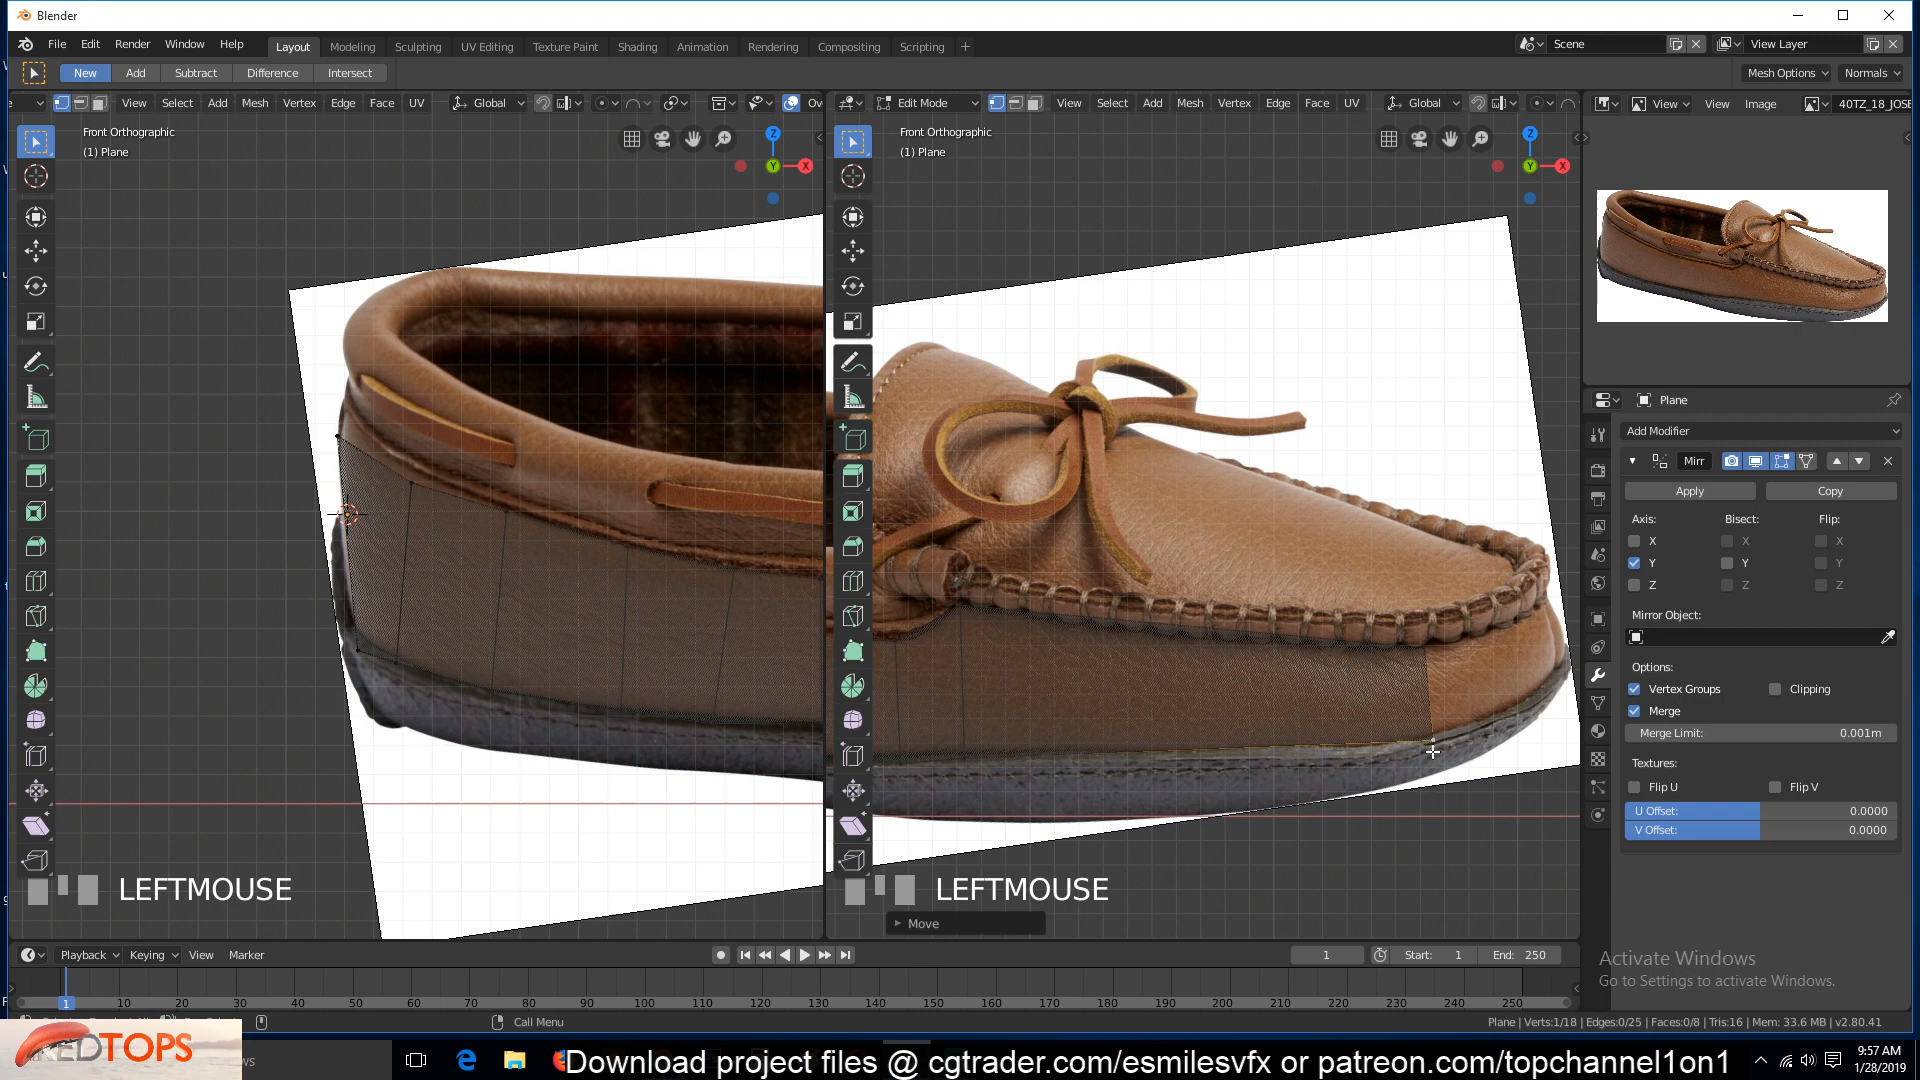 Blender
File Edit Render Window Help Layout Modeling Sculpting UV Editing Texture Paint Shading Animation Rendering Compositing Scripting + Scene View Layer
New Add Subtract Difference Intersect Mesh Options Normals
View Select Add Mesh Vertex Edge Face UV Global Ov Edit Mode View Select Add Mesh Vertex Edge Face UV Global View View Image 40TZ_18_JOSE
Front Orthographic
(1) Plane
Z
Y X
Front Orthographic
(1) Plane
Z
Y X
Plane
Add Modifier
Mirr
Apply Copy
Axis: Bisect: Flip:
X X X
Y Y Y
Z Z Z
Mirror Object:
Options:
Vertex Groups Clipping
Merge
Merge Limit: 0.001m
Textures:
Flip U Flip V
U Offset: 0.0000
V Offset: 0.0000
LEFTMOUSE
LEFTMOUSE
Move
Playback Keying View Marker 1 Start: 1 End: 250
1 10 20 30 40 50 60 70 80 90 100 110 120 130 140 150 160 170 180 190 200 210 220 230 240 250
Activate Windows
Go to Settings to activate Windows.
Call Menu
Plane | Verts:1/18 | Edges:0/25 | Faces:0/8 | Tris:16 | Mem: 33.6 MB | v2.80.41
REDTOPS
Download project files @ cgtrader.com/esmilesvfx or patreon.com/topchannel1on1
9:57 AM
1/28/2019